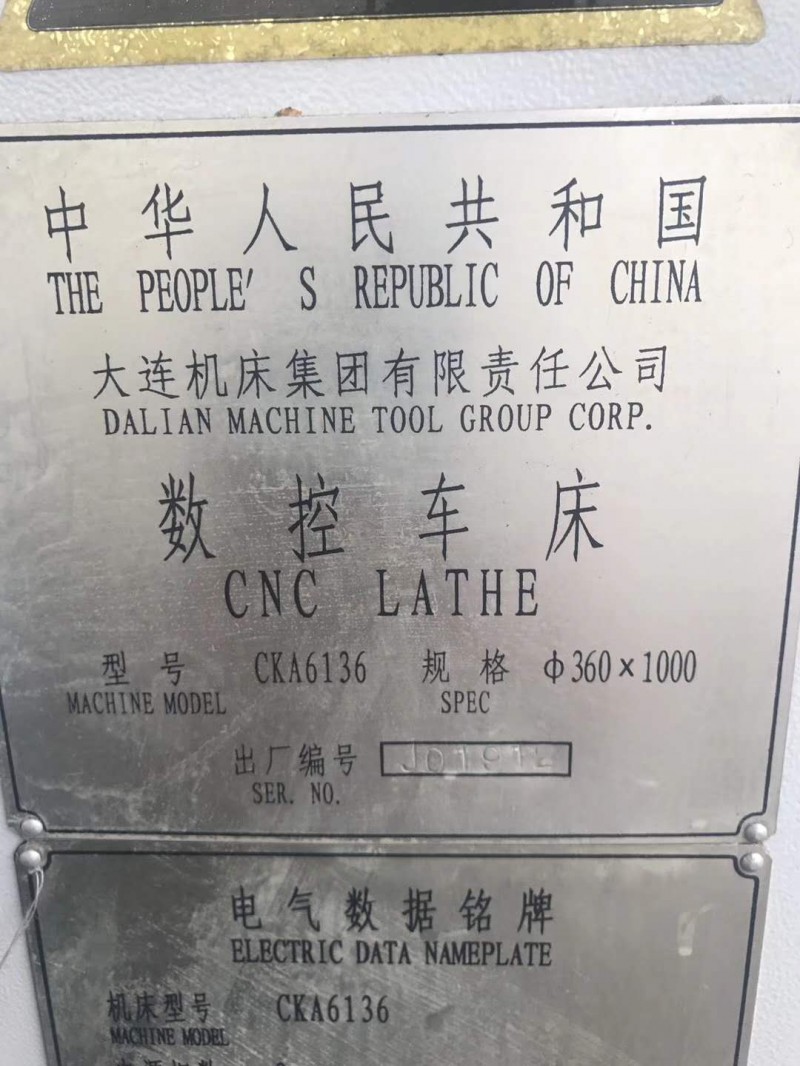 中华人民共和国
THE PEOPLE' S REPUBLIC OF CHINA
大连机床集团有限责任公司
DALIAN MACHINE TOOL GROUP CORP.
数控车床
CNC LATHE
型号 CKA6136 规格 φ360×1000
MACHINE MODEL SPEC
出厂编号
SER. NO.
电气数据铭牌
ELECTRIC DATA NAMEPLATE
机床型号 CKA6136
MACHINE MODEL